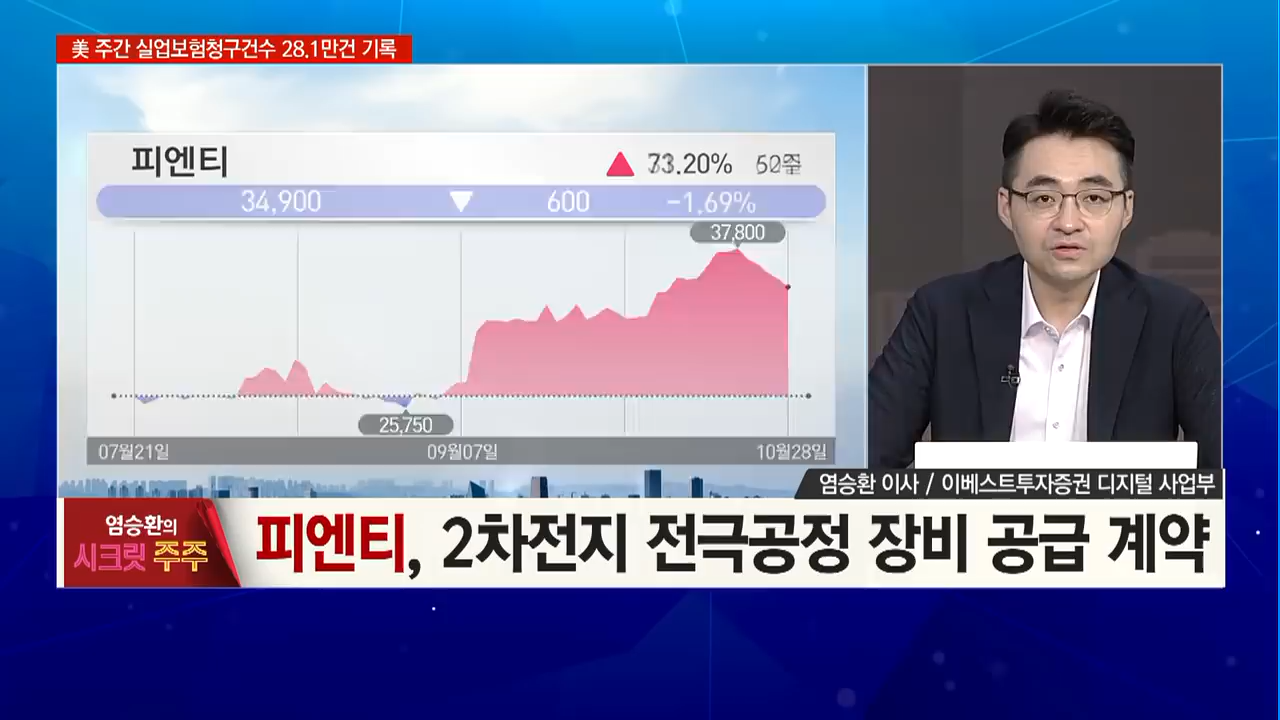 美 주간 실업보험청구건수 28.1만건 기록
피엔티
▲ 73.20%
34,900 ▼ 600 -1.69%
37,800
25,750
07월21일 09월07일 10월28일
염승환 이사 / 이베스트투자증권 디지털 사업부
염승환의
시크릿 주주
피엔티, 2차전지 전극공정 장비 공급 계약